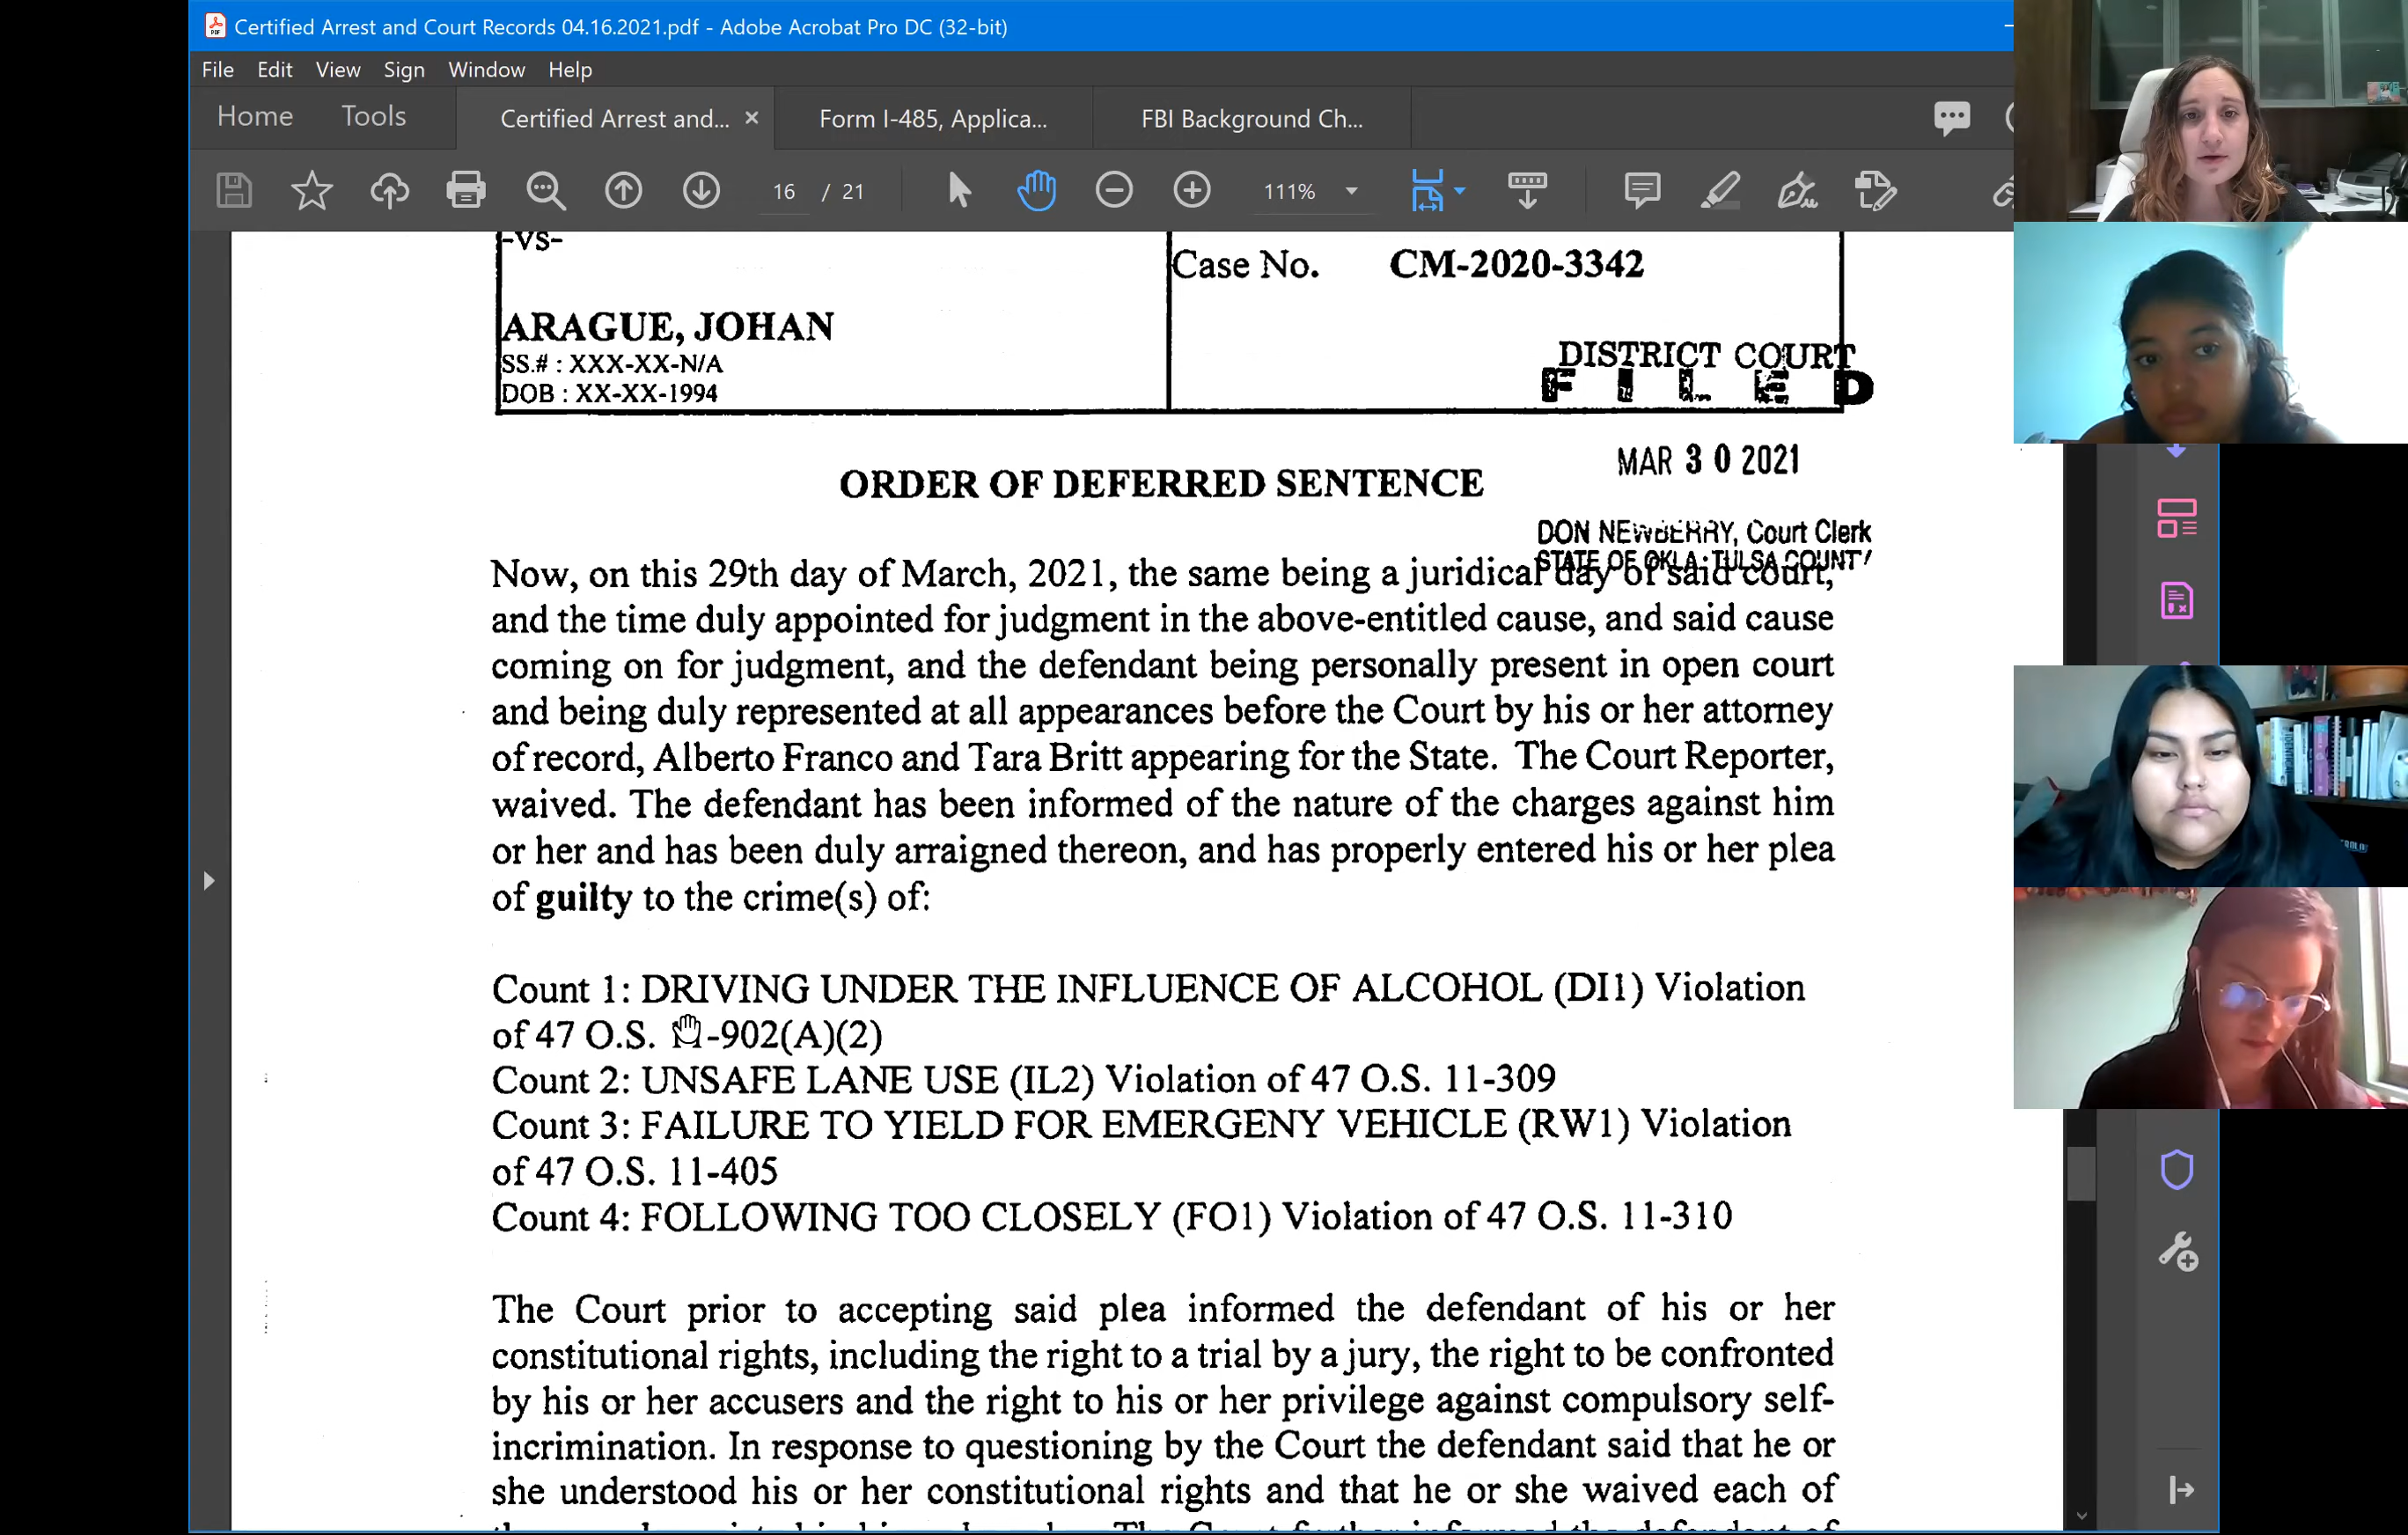 Certified Arrest and Court Records 04.16.2021.pdf - Adobe Acrobat Pro DC (32-bit)
File Edit View Sign Window Help
Home Tools Certified Arrest and... × Form I-485, Applica... FBI Background Ch...
16 / 21 111%
-vs-
Case No. CM-2020-3342
ARAGUE, JOHAN
SS.# : XXX-XX-N/A
DOB : XX-XX-1994
DISTRICT COURT
FILED
MAR 30 2021
ORDER OF DEFERRED SENTENCE
DON NEWBERRY, Court Clerk
STATE OF OKLA. TULSA COUNTY
Now, on this 29th day of March, 2021, the same being a juridical day of said court,
and the time duly appointed for judgment in the above-entitled cause, and said cause
coming on for judgment, and the defendant being personally present in open court
and being duly represented at all appearances before the Court by his or her attorney
of record, Alberto Franco and Tara Britt appearing for the State. The Court Reporter,
waived. The defendant has been informed of the nature of the charges against him
or her and has been duly arraigned thereon, and has properly entered his or her plea
of guilty to the crime(s) of:
Count 1: DRIVING UNDER THE INFLUENCE OF ALCOHOL (DI1) Violation
of 47 O.S. -902(A)(2)
Count 2: UNSAFE LANE USE (IL2) Violation of 47 O.S. 11-309
Count 3: FAILURE TO YIELD FOR EMERGENY VEHICLE (RW1) Violation
of 47 O.S. 11-405
Count 4: FOLLOWING TOO CLOSELY (FO1) Violation of 47 O.S. 11-310
The Court prior to accepting said plea informed the defendant of his or her
constitutional rights, including the right to a trial by a jury, the right to be confronted
by his or her accusers and the right to his or her privilege against compulsory self-
incrimination. In response to questioning by the Court the defendant said that he or
she understood his or her constitutional rights and that he or she waived each of